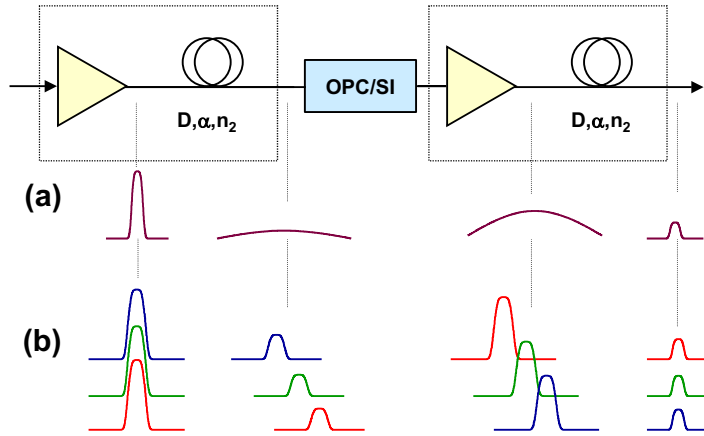 OPC/SI
D,α,n₂
D,α,n₂
(a)
(b)